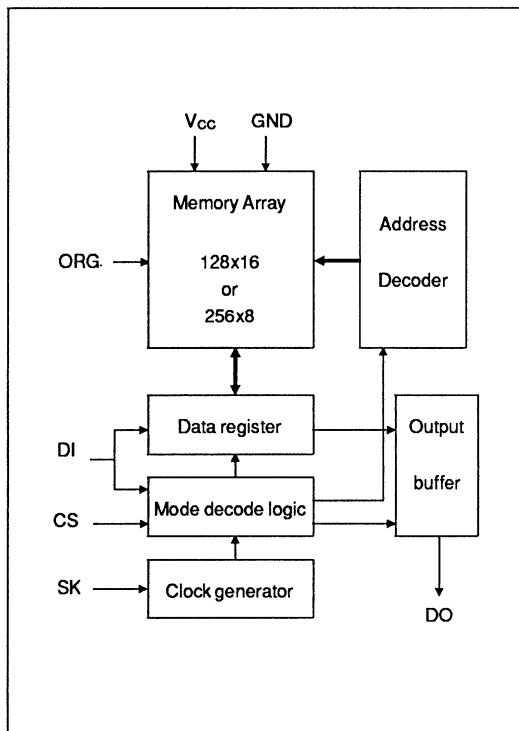 Vcc GND
Memory Array
Address
ORG.
128x16
Decoder
or
256x8
Data register
Output
DI
buffer
Mode decode logic
CS
SK
Clock generator
DO